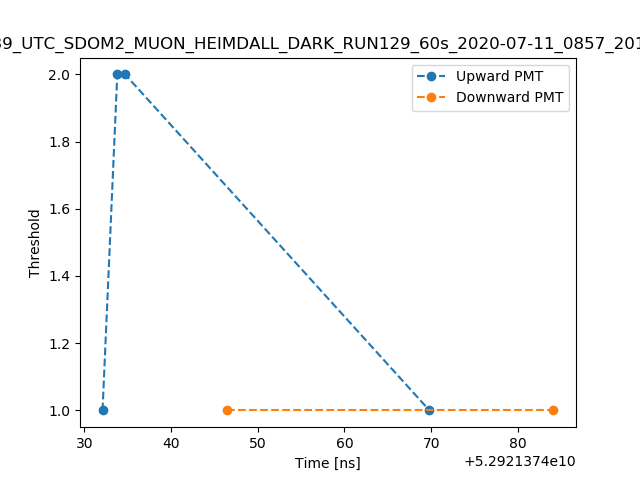 39_UTC_SDOM2_MUON_HEIMDALL_DARK_RUN129_60s_2020-07-11_0857_201
Upward PMT
Downward PMT
2.0
1.8
1.6
1.4
1.2
1.0
Threshold
30 40 50 60 70 80
Time [ns]
+5.2921374e10